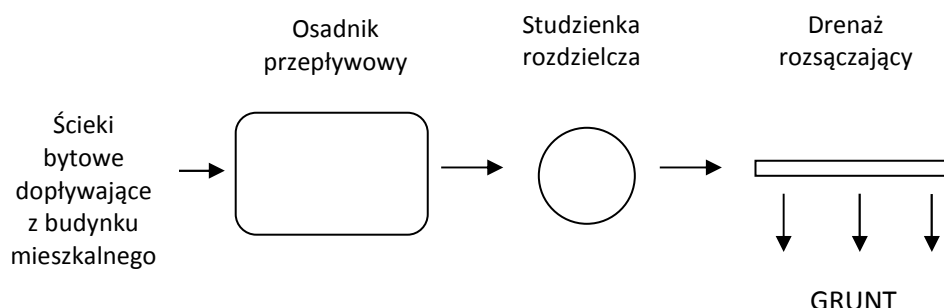 Osadnik
przepływowy
Studzienka
rozdzielcza
Drenaż
rozsączający
Ścieki
bytowe
dopływające
z budynku
mieszkalnego
GRUNT